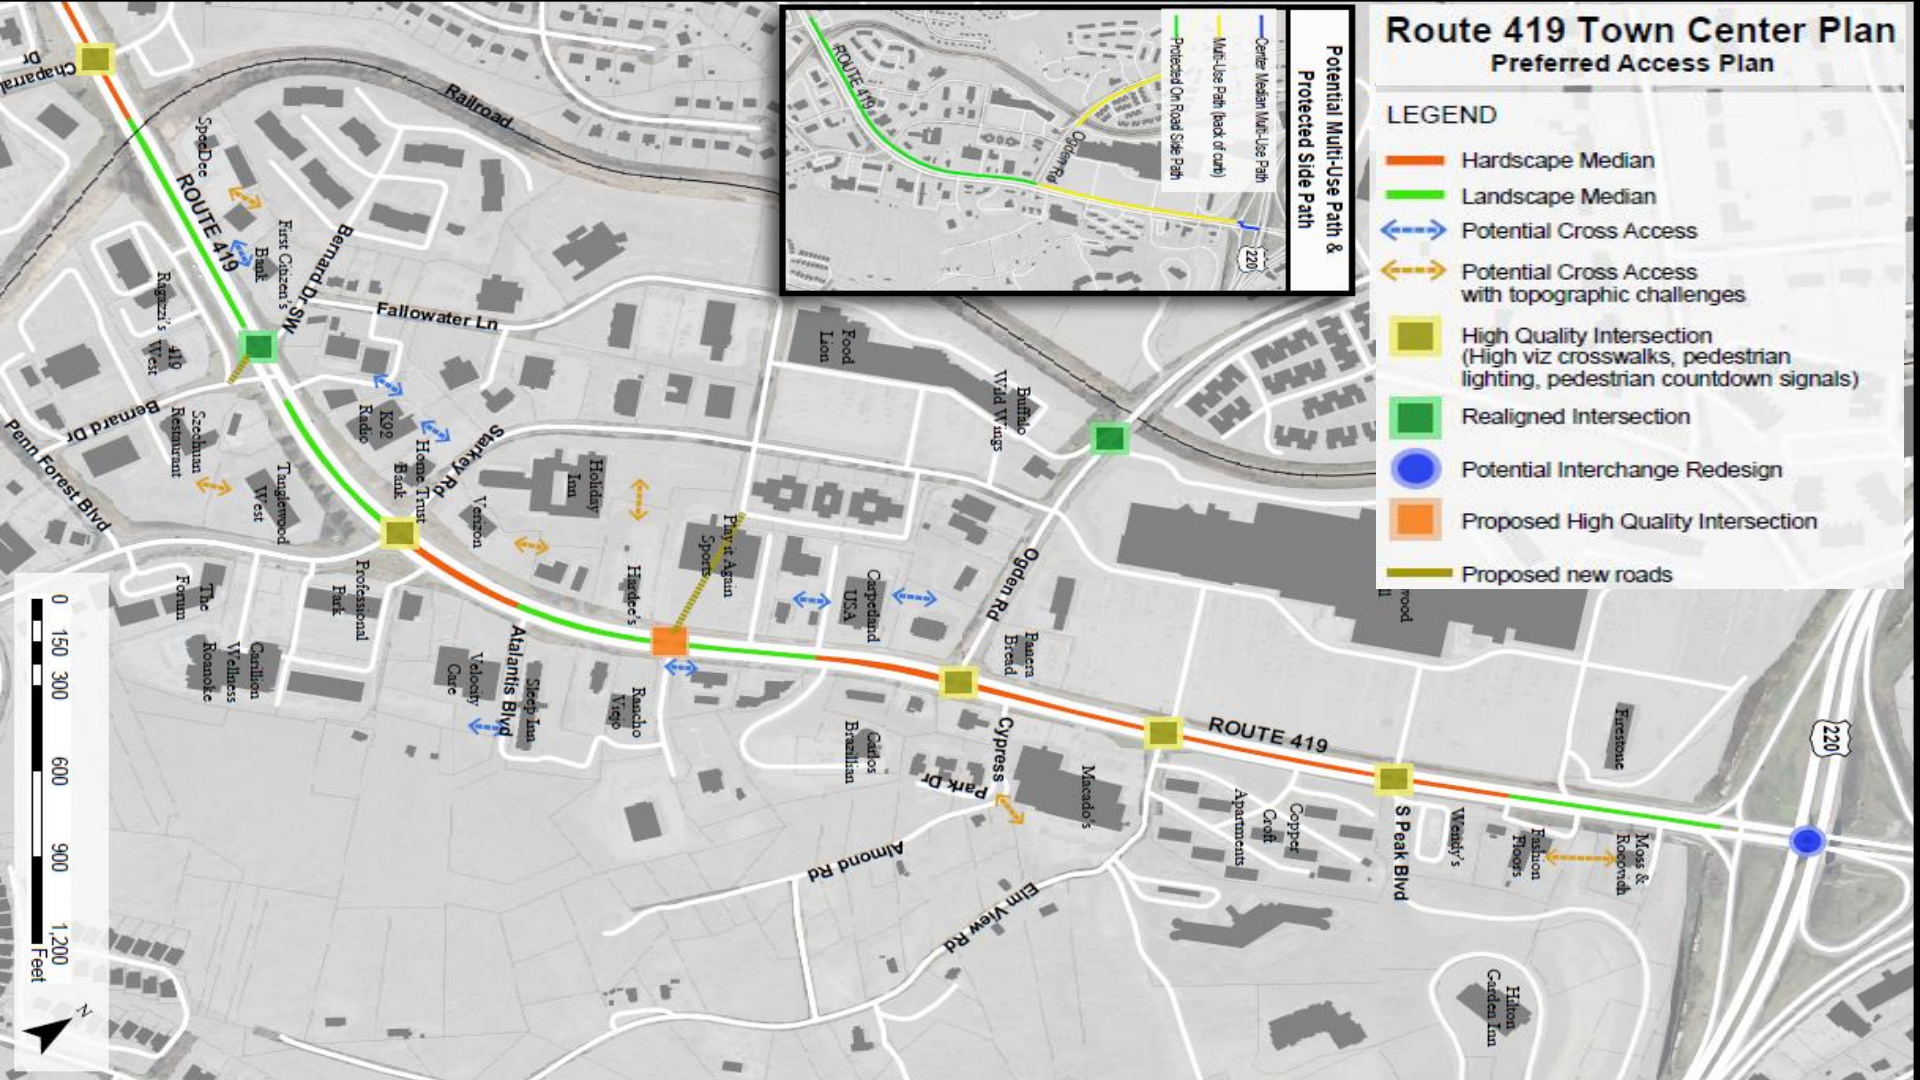 Route 419 Town Center Plan
Preferred Access Plan
LEGEND
Hardscape Median
Landscape Median
Potential Cross Access
Potential Cross Access
with topographic challenges
High Quality Intersection
(High viz crosswalks, pedestrian
lighting, pedestrian countdown signals)
Realigned Intersection
Potential Interchange Redesign
Proposed High Quality Intersection
Proposed new roads
Potential Multi-Use Path &
Protected Side Path
Center Median Multi-Use Path
Multi-Use Path (back of curb)
Protected On Road Side Path
ROUTE 419
Ogden Rd
220
Chaparral
Dr
Railroad
SpeeDee
ROUTE 419
First Citizen's
Bank
Bernard Dr SW
Fallowater Ln
Ragazzi's
419
West
Bernard Dr
Penn Forest Blvd
Szechuan
Restaurant
Tanglewood
West
K92
Radio
Home Trust
Bank
Starkey Rd
Verizon
Holiday
Inn
Food
Lion
Buffalo
Wild Wings
Play it Again
Sports
Hardee's
Carpetland
USA
Ogden Rd
Panera
Bread
wood
ll
Firestone
220
The
Forum
Professional
Park
Carillion
Wellness
Roanoke
Velocity
Care
Atalantis Blvd
Sleep Inn
Rancho
Viejo
Carlos
Brazillian
Cypress
Park Dr
Macado's
ROUTE 419
Copper
Croft
Apartments
S Peak Blvd
Wendy's
Fashion
Floors
Moss &
Rocovich
Almond Rd
Elm View Rd
Hilton
Garden Inn
0 150 300 600 900 1,200
Feet
N